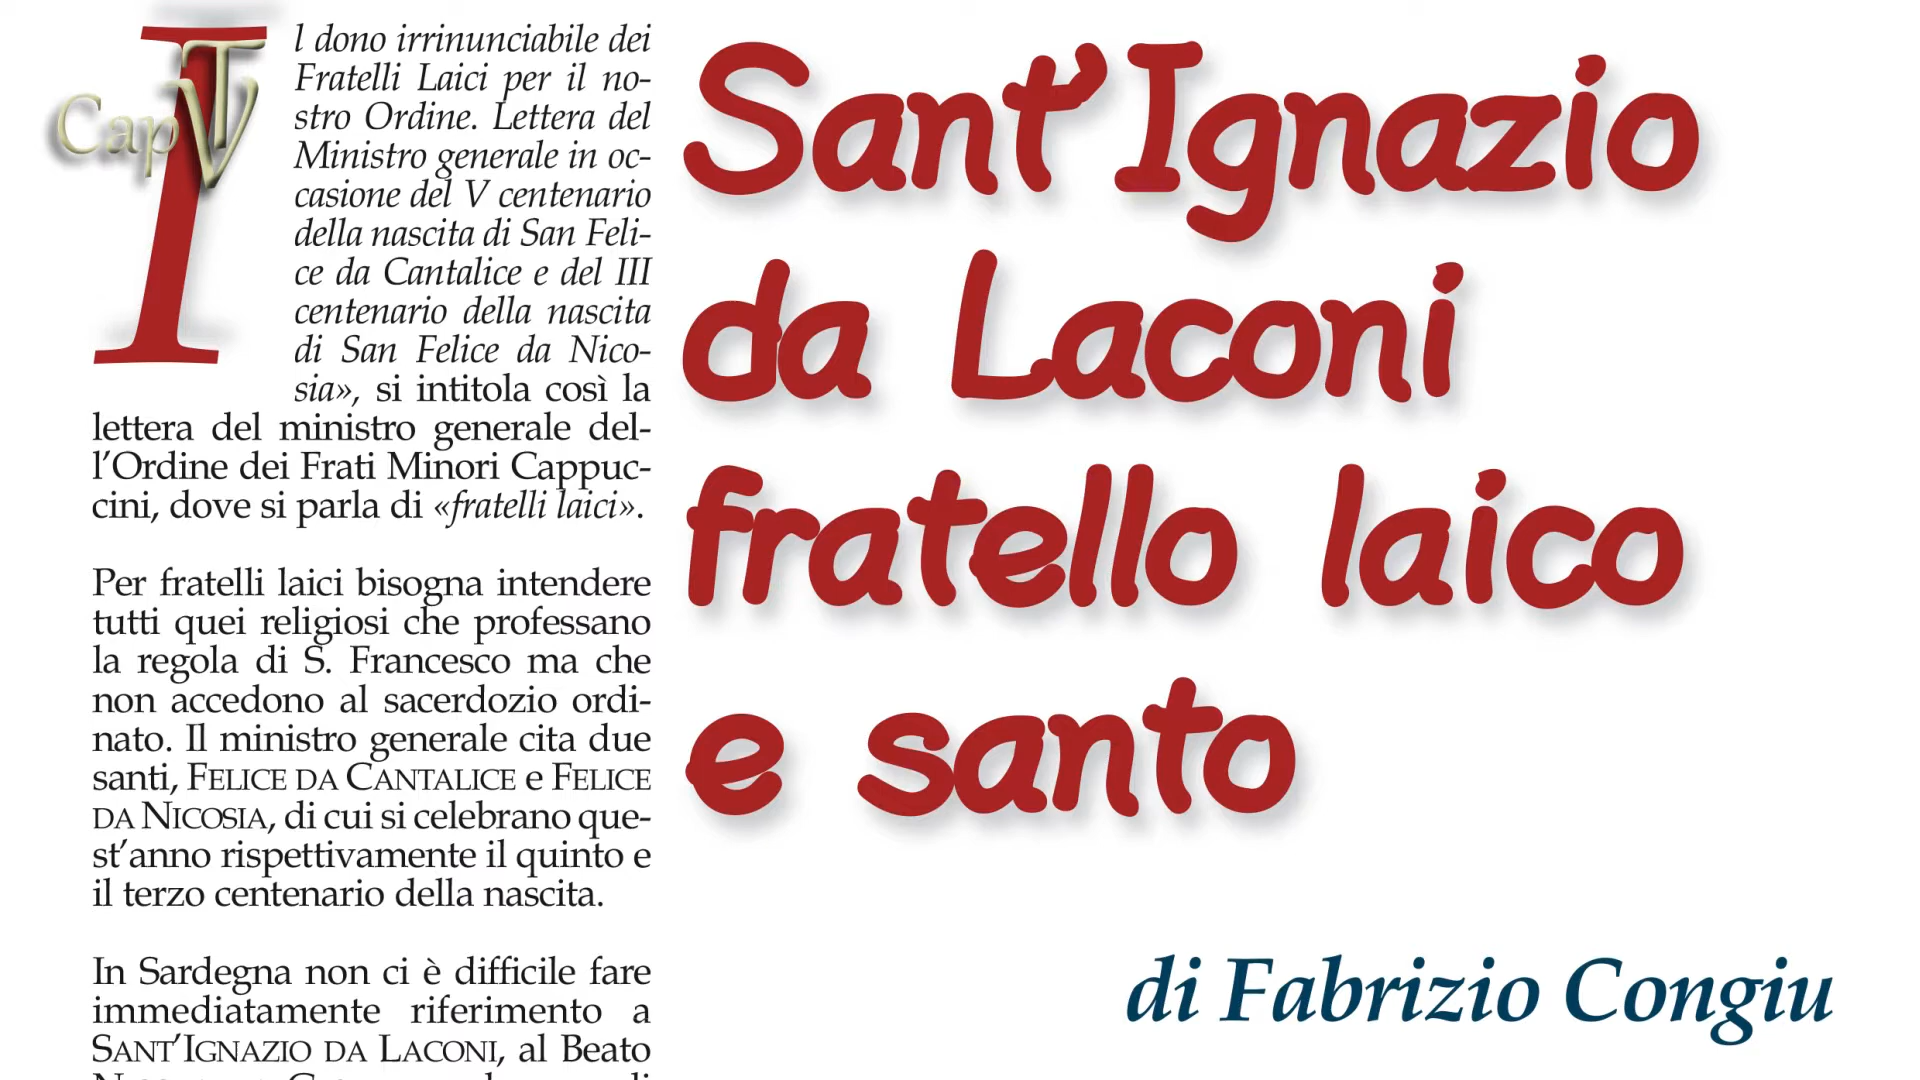 Il dono irrinunciabile dei
Fratelli Laici per il no-
stro Ordine. Lettera del
Ministro generale in oc-
casione del V centenario
della nascita di San Feli-
ce da Cantalice e del III
centenario della nascita
di San Felice da Nico-
sia», si intitola così la
lettera del ministro generale del-
l’Ordine dei Frati Minori Cappuc-
cini, dove si parla di «fratelli laici».
Per fratelli laici bisogna intendere
tutti quei religiosi che professano
la regola di S. Francesco ma che
non accedono al sacerdozio ordi-
nato. Il ministro generale cita due
santi, FELICE DA CANTALICE e FELICE
DA NICOSIA, di cui si celebrano que-
st’anno rispettivamente il quinto e
il terzo centenario della nascita.
In Sardegna non ci è difficile fare
immediatamente riferimento a
SANT’IGNAZIO DA LACONI, al Beato
CapTV
Sant’Ignazio
da Laconi
fratello laico
e santo
di Fabrizio Congiu